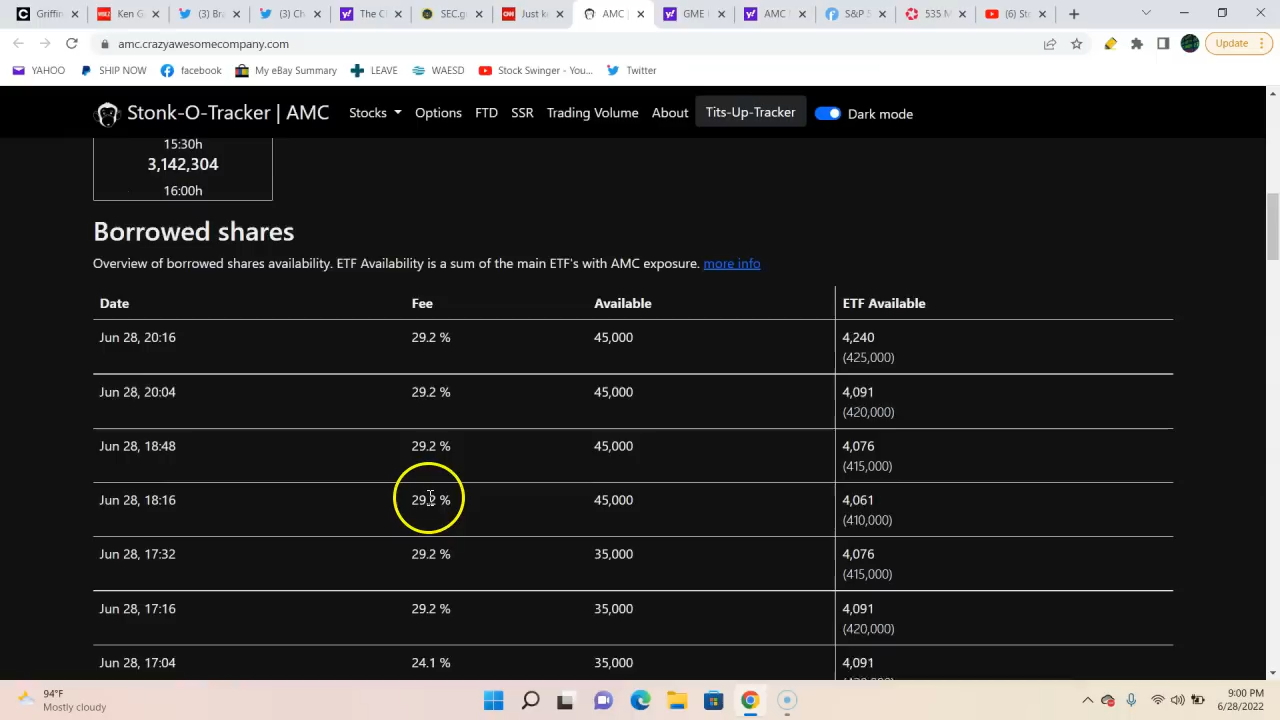 Griffin
Ken G
(3) Bra
(3) Ch
The Cl
SEC.g
Just in
AMC |
GME
AMC
S&P 5
535 M
(6) Sto
amc.crazyawesomecompany.com
Update
YAHOO
SHIP NOW
facebook
My eBay Summary
LEAVE
WAESD
Stock Swinger - You...
Twitter
Stonk-O-Tracker | AMC
Stocks
Options
FTD
SSR
Trading Volume
About
Tits-Up-Tracker
Dark mode
15:30h
3,142,304
16:00h
Borrowed shares
Overview of borrowed shares availability. ETF Availability is a sum of the main ETF's with AMC exposure. more info
Date Fee Available ETF Available
Jun 28, 20:16 29.2 % 45,000 4,240
(425,000)
Jun 28, 20:04 29.2 % 45,000 4,091
(420,000)
Jun 28, 18:48 29.2 % 45,000 4,076
(415,000)
Jun 28, 18:16 29.2 % 45,000 4,061
(410,000)
Jun 28, 17:32 29.2 % 35,000 4,076
(415,000)
Jun 28, 17:16 29.2 % 35,000 4,091
(420,000)
Jun 28, 17:04 24.1 % 35,000 4,091
94°F
Mostly cloudy
9:00 PM
6/28/2022